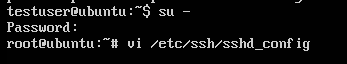 testuser@ubuntu:~$ su -
Password:
root@ubuntu:~# vi /etc/ssh/sshd_config